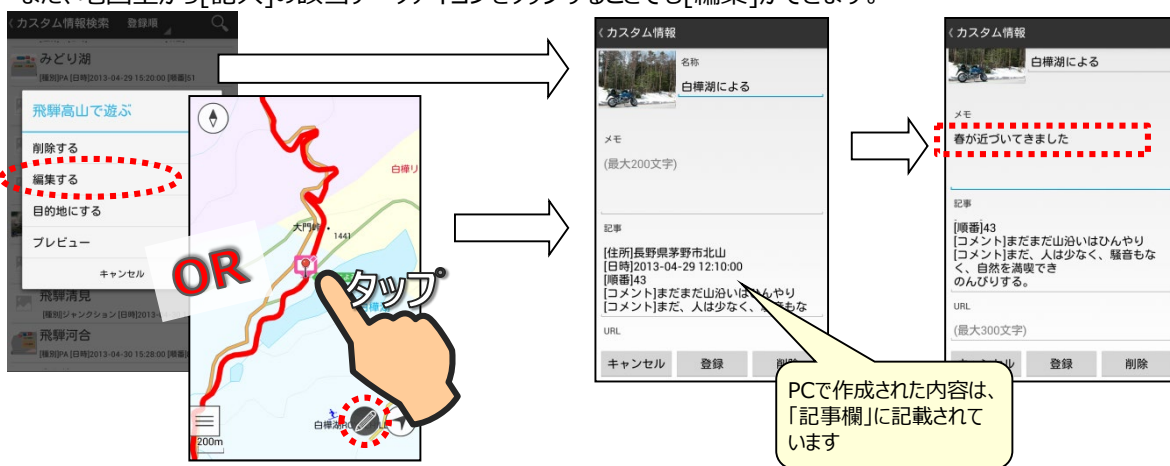 また、地図上から[記入]の該当データアイコンをタップすることでも[編集]ができます。
カスタム情報検索 登録順
みどり湖
[種別]PA [日時]2013-04-29 15:20:00 [順番]51
飛騨高山で遊ぶ
削除する
編集する
目的地にする
プレビュー
キャンセル
飛騨清見
[種別]ジャンクション [日時]2013-
飛騨河合
[種別]PA [日時]2013-04-30 15:28:00 [順番]
OR
白樺リ
大門峠
1441
タップ
白樺湖
200m
カスタム情報
名称
白樺湖による
メモ
(最大200文字)
記事
[住所]長野県茅野市北山
[日時]2013-04-29 12:10:00
[順番]43
[コメント]まだまだ山沿いはひんやり
[コメント]まだ、人は少なく、騒音もな
URL
キャンセル 登録 削除
PCで作成された内容は、
「記事欄」に記載されて
います
カスタム情報
白樺湖による
メモ
春が近づいてきました
記事
[順番]43
[コメント]まだまだ山沿いはひんやり
[コメント]まだ、人は少なく、騒音もな
く、自然を満喫でき
のんびりする。
URL
(最大300文字)
キャンセル 登録 削除